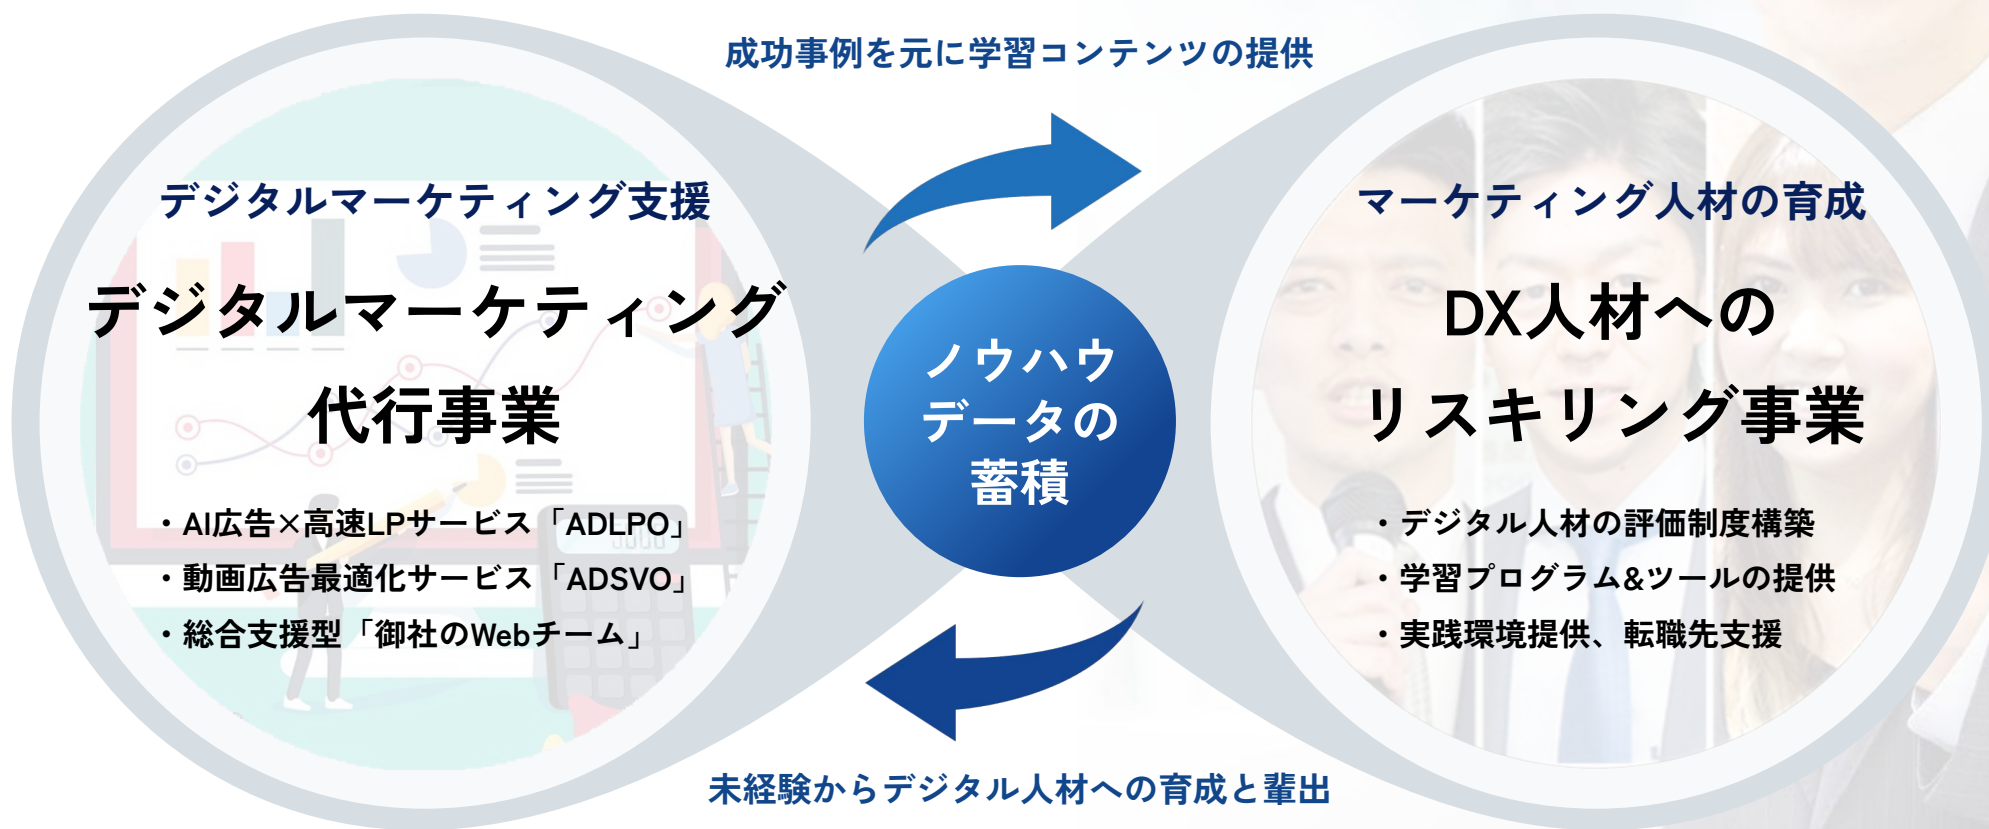 成功事例を元に学習コンテンツの提供
デジタルマーケティング支援
デジタルマーケティング
代行事業
・AI広告×高速LPサービス「ADLPO」
・動画広告最適化サービス「ADSVO」
・総合支援型「御社のWebチーム」
ノウハウ
データの
蓄積
マーケティング人材の育成
DX人材への
リスキリング事業
・デジタル人材の評価制度構築
・学習プログラム&ツールの提供
・実践環境提供、転職先支援
未経験からデジタル人材への育成と輩出